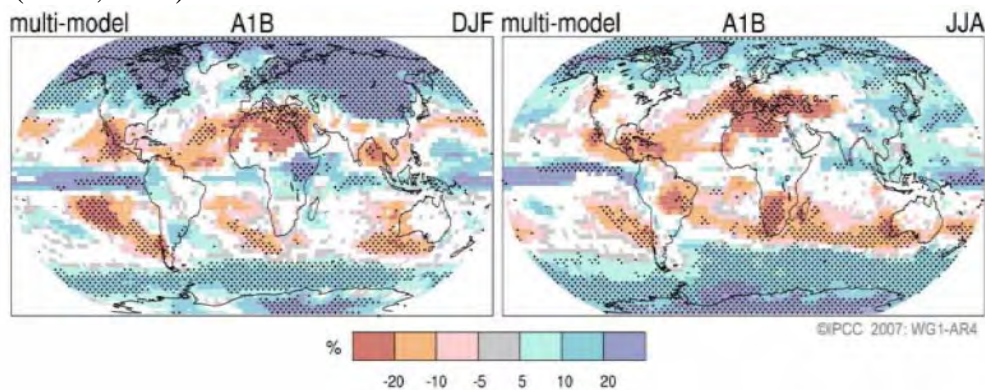 multi-model A1B DJF
multi-model A1B JJA
©IPCC 2007: WG1-AR4
%
-20 -10 -5 5 10 20